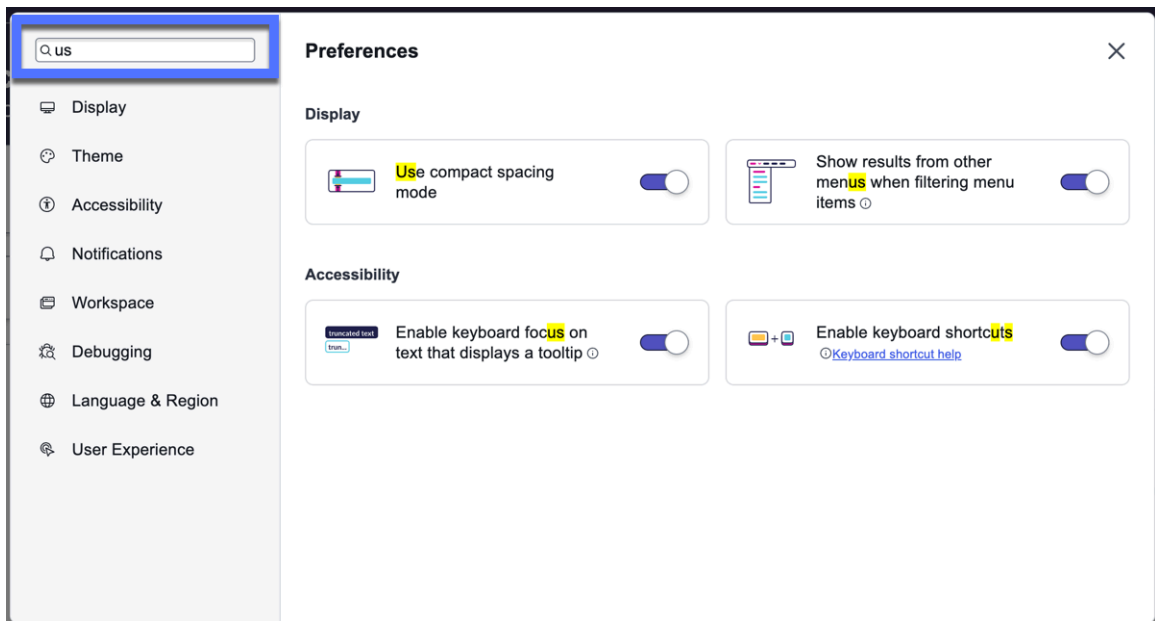 us
Display
Theme
Accessibility
Notifications
Workspace
Debugging
Language & Region
User Experience
Preferences
Display
Use compact spacing
mode
Show results from other
menus when filtering menu
items
Accessibility
truncated text
trun...
Enable keyboard focus on
text that displays a tooltip
Enable keyboard shortcuts
Keyboard shortcut help